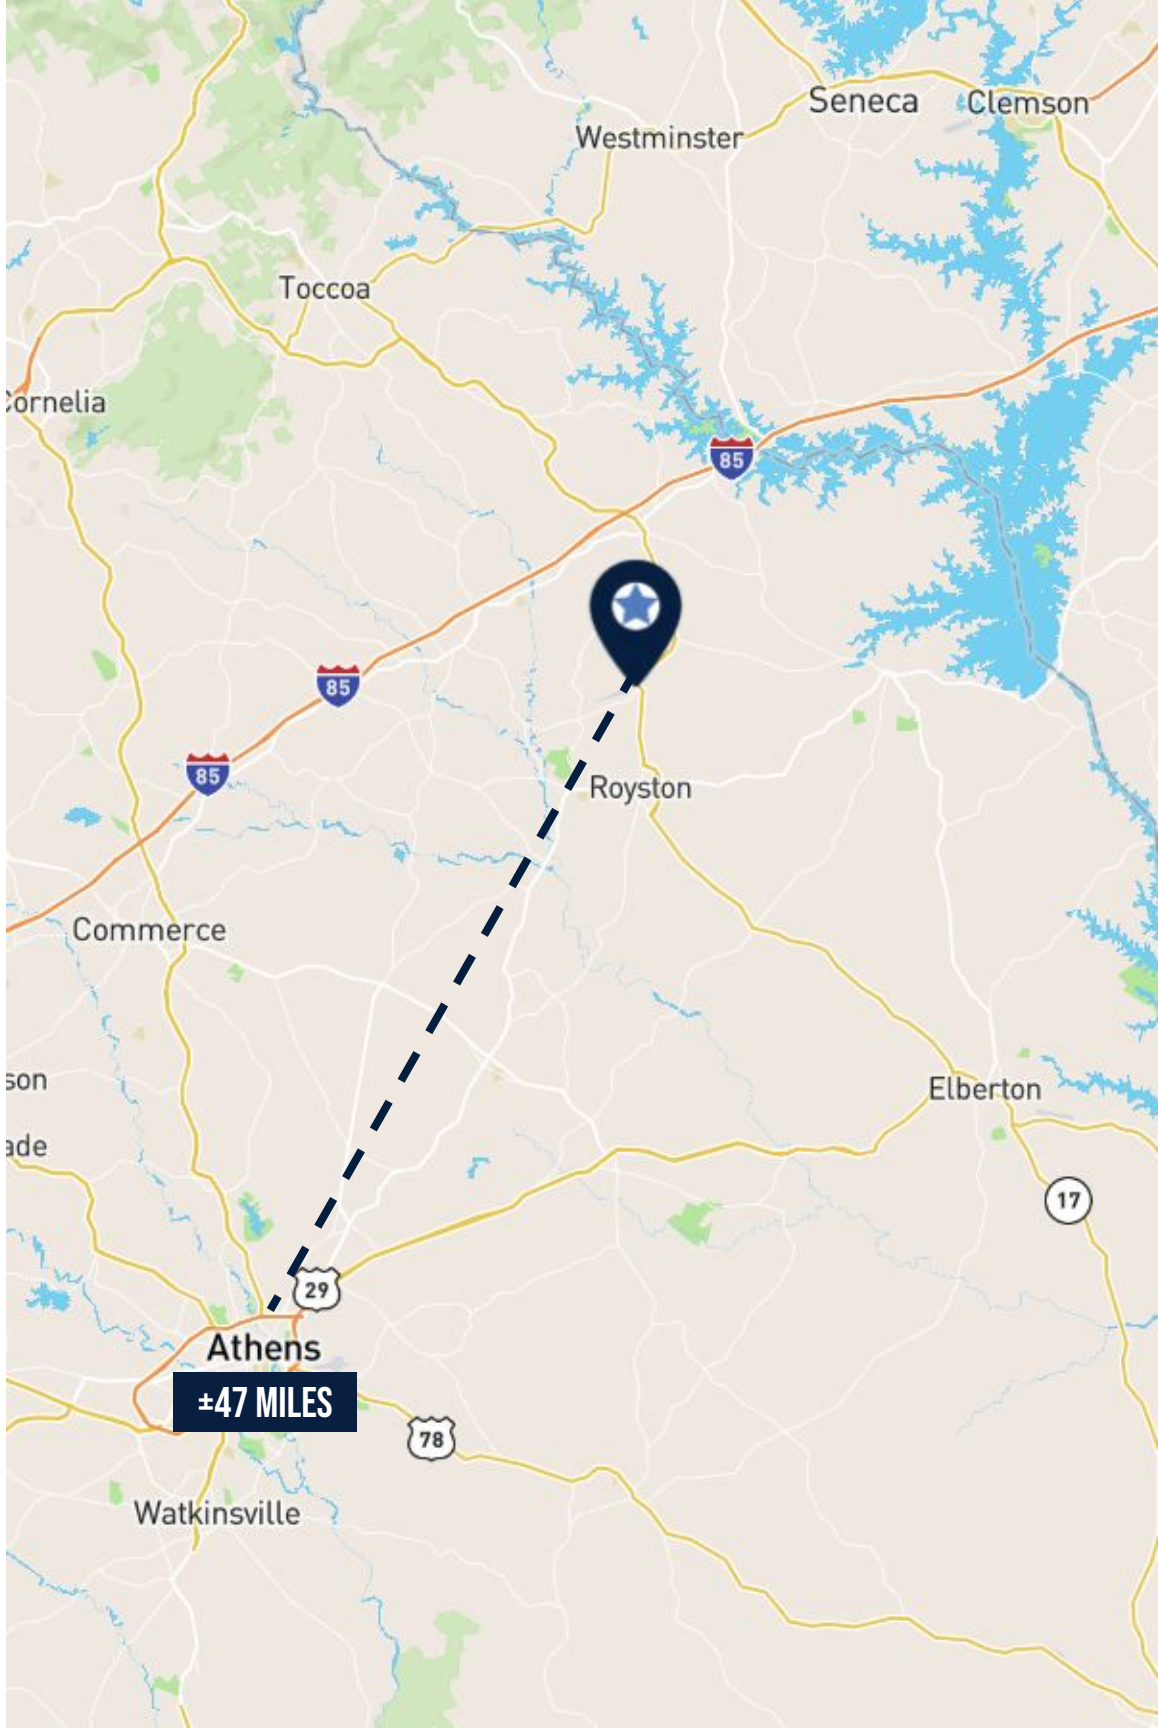 Seneca
Clemson
Westminster
Toccoa
Cornelia
85
85
85
Royston
Commerce
son
Elberton
ade
17
29
Athens
±47 MILES
78
Watkinsville